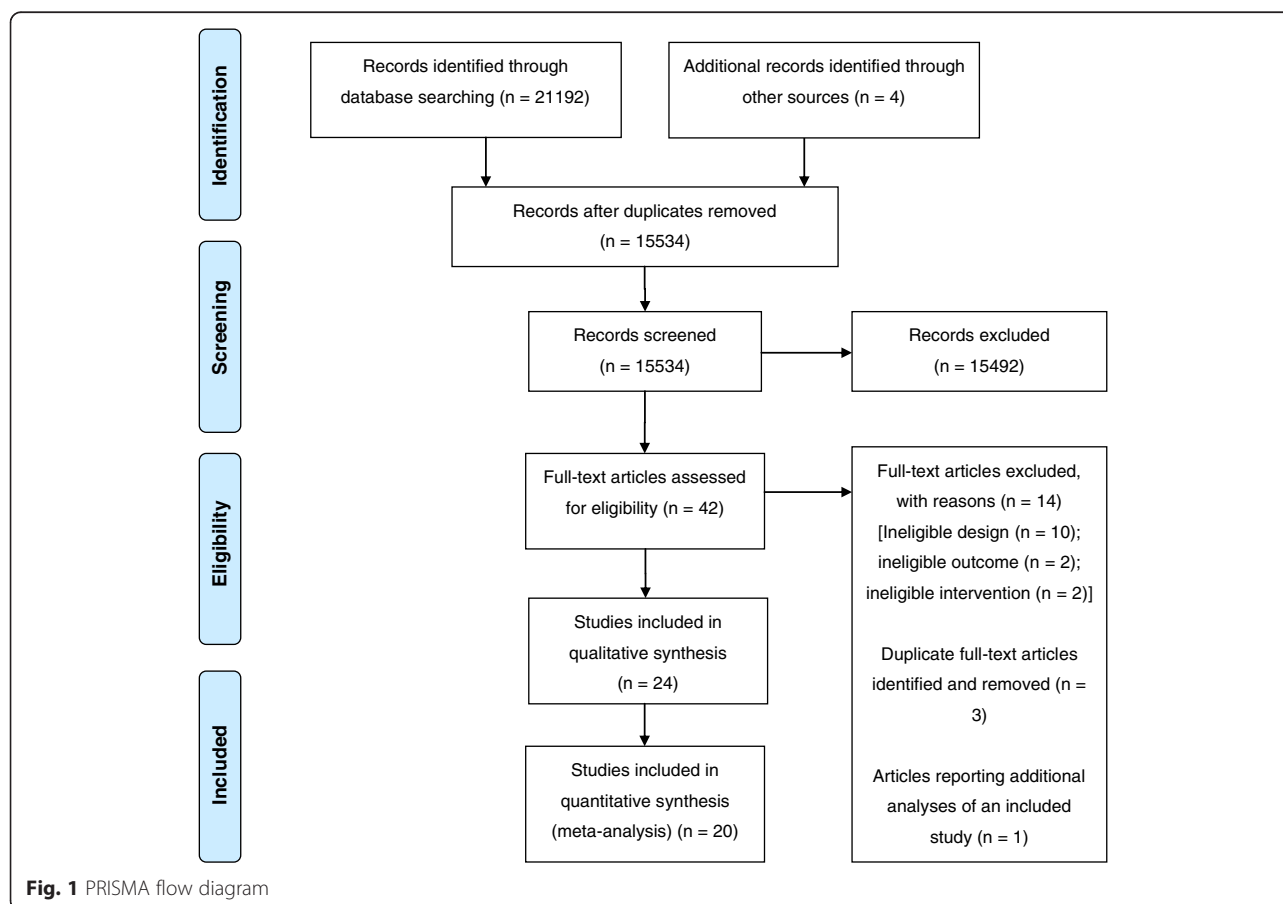 Identification
Records identified through
database searching (n = 21192)
Additional records identified through
other sources (n = 4)
Records after duplicates removed
(n = 15534)
Screening
Records screened
(n = 15534)
Records excluded
(n = 15492)
Eligibility
Full-text articles assessed
for eligibility (n = 42)
Full-text articles excluded,
with reasons (n = 14)
[Ineligible design (n = 10);
ineligible outcome (n = 2);
ineligible intervention (n = 2)]
Duplicate full-text articles
identified and removed (n =
3)
Articles reporting additional
analyses of an included
study (n = 1)
Studies included in
qualitative synthesis
(n = 24)
Included
Studies included in
quantitative synthesis
(meta-analysis) (n = 20)
Fig. 1 PRISMA flow diagram